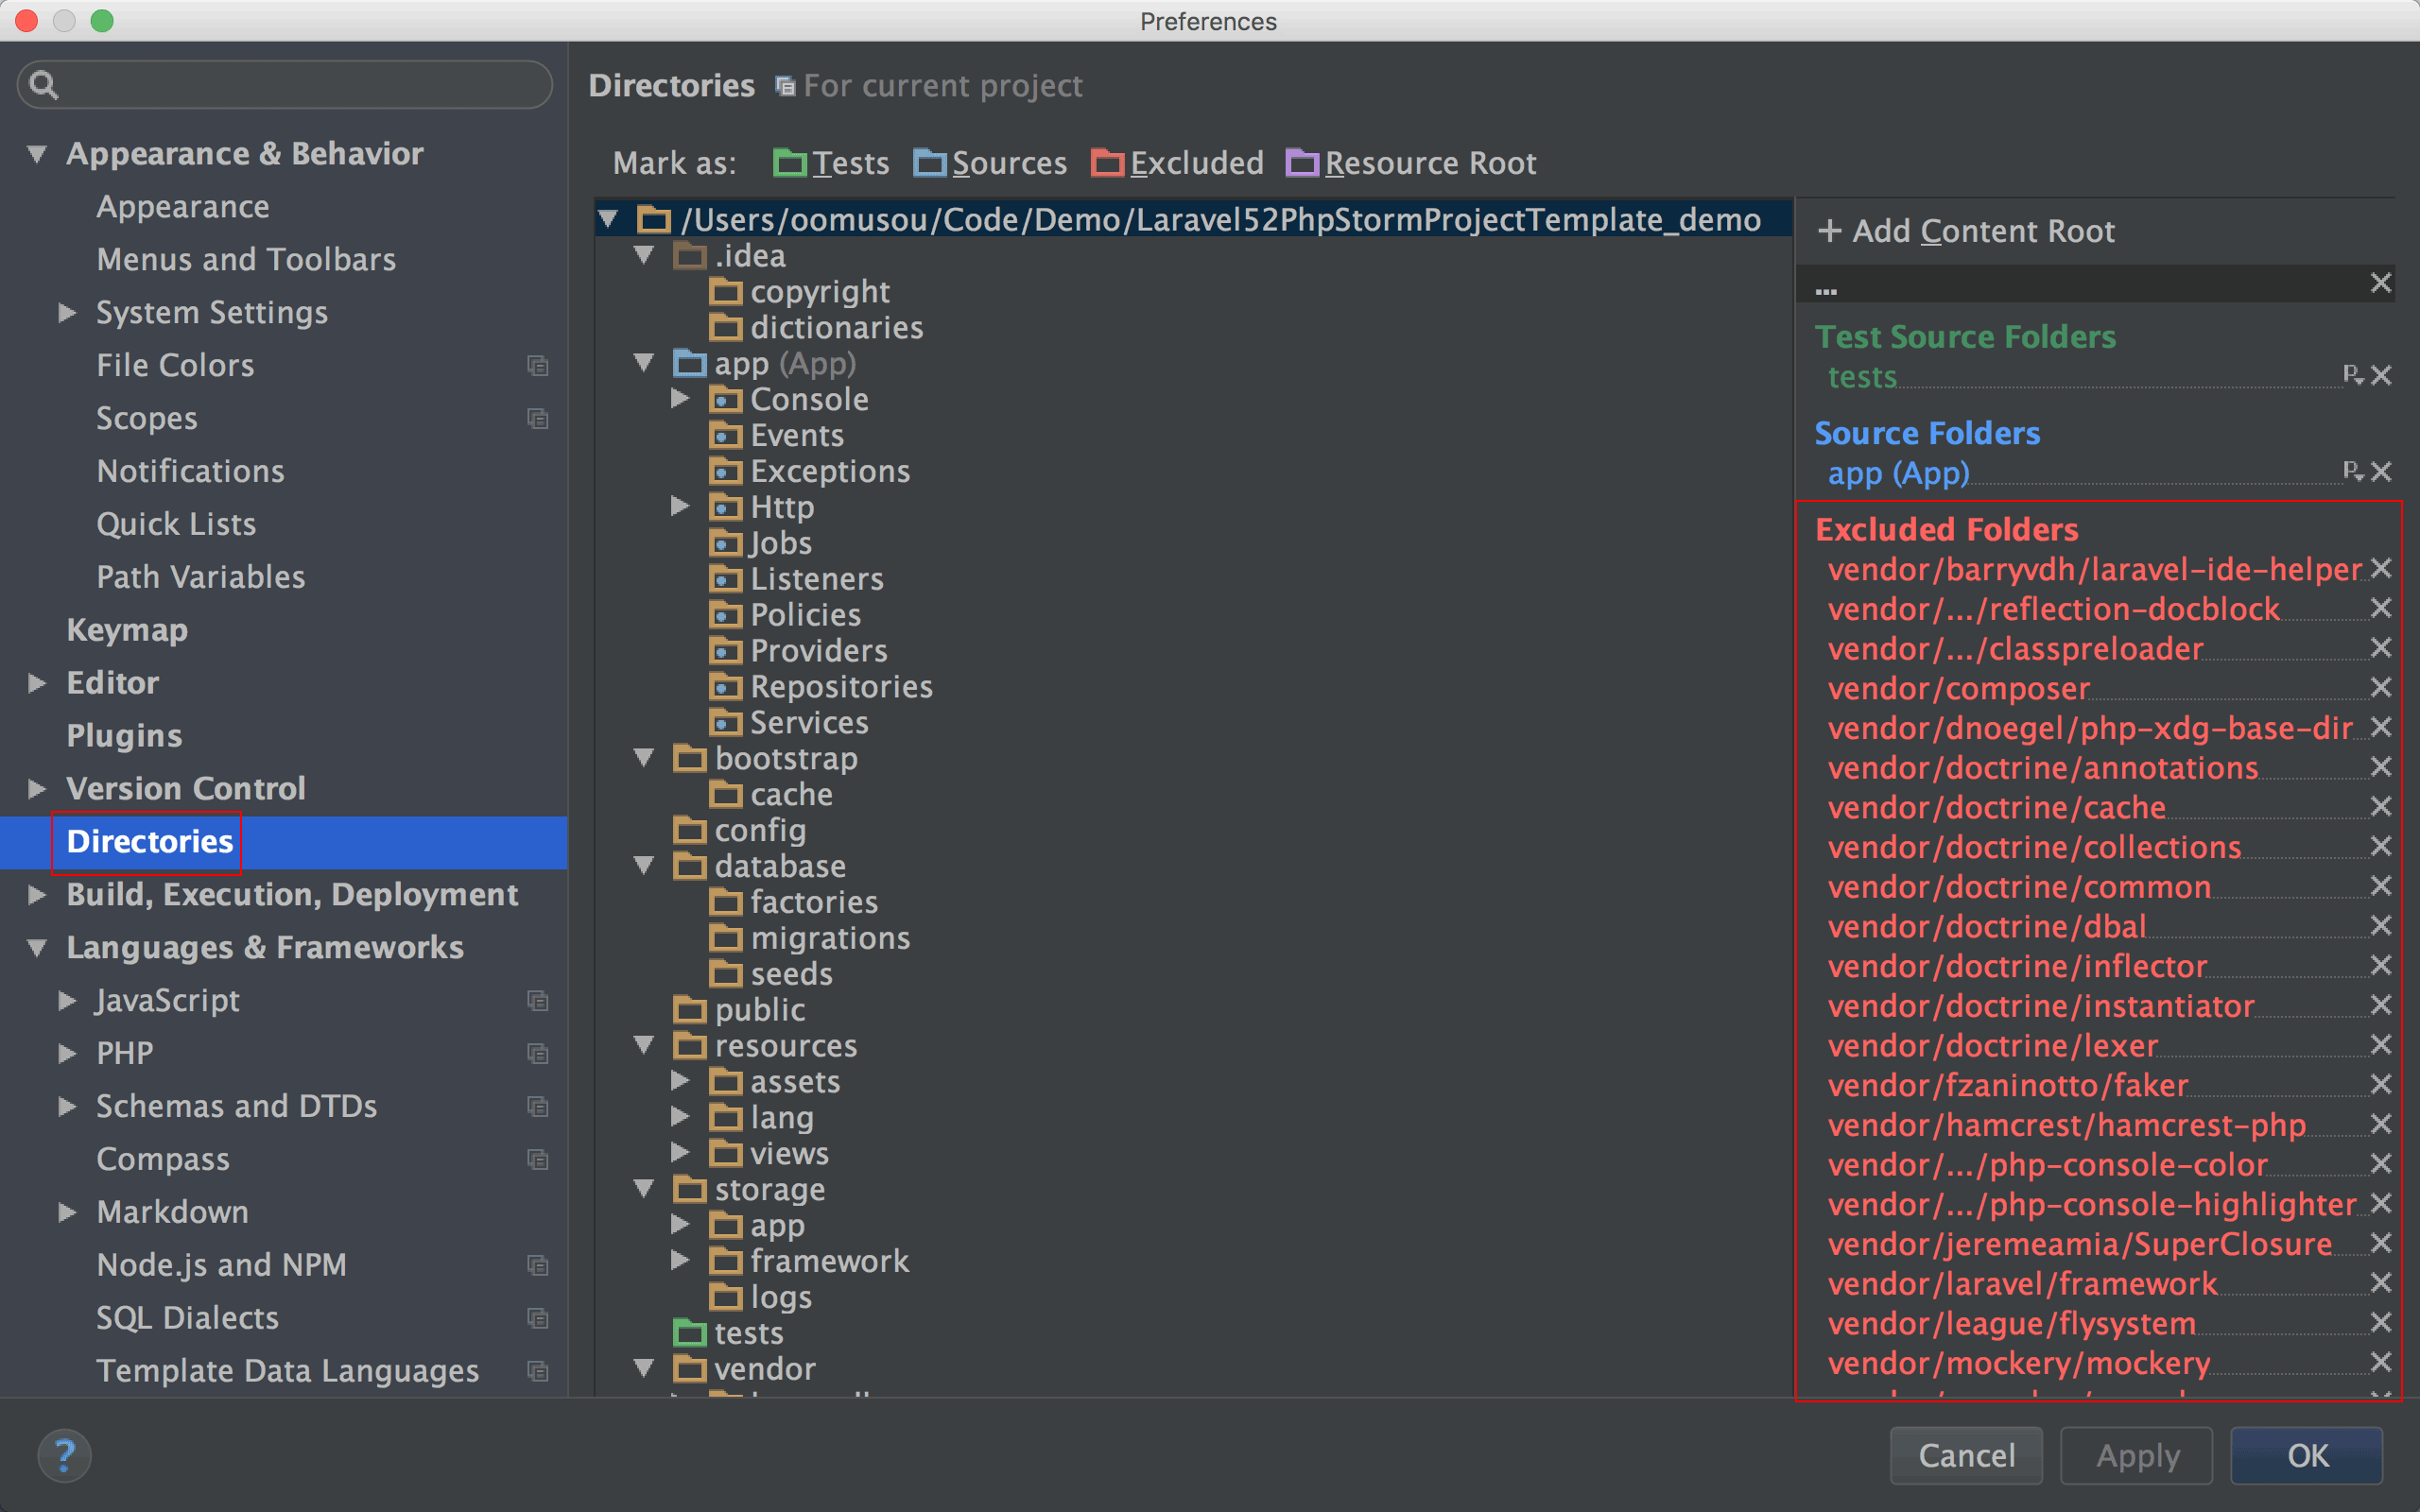 Preferences
Appearance & Behavior
Appearance
Menus and Toolbars
System Settings
File Colors
Scopes
Notifications
Quick Lists
Path Variables
Keymap
Editor
Plugins
Version Control
Directories
Build, Execution, Deployment
Languages & Frameworks
JavaScript
PHP
Schemas and DTDs
Compass
Markdown
Node.js and NPM
SQL Dialects
Template Data Languages
Directories For current project
Mark as: Tests Sources Excluded Resource Root
/Users/oomusou/Code/Demo/Laravel52PhpStormProjectTemplate_demo
.idea
copyright
dictionaries
app (App)
Console
Events
Exceptions
Http
Jobs
Listeners
Policies
Providers
Repositories
Services
bootstrap
cache
config
database
factories
migrations
seeds
public
resources
assets
lang
views
storage
app
framework
logs
tests
vendor
+ Add Content Root
...
Test Source Folders
tests
Source Folders
app (App)
Excluded Folders
vendor/barryvdh/laravel-ide-helper
vendor/.../reflection-docblock
vendor/.../classpreloader
vendor/composer
vendor/dnoegel/php-xdg-base-dir
vendor/doctrine/annotations
vendor/doctrine/cache
vendor/doctrine/collections
vendor/doctrine/common
vendor/doctrine/dbal
vendor/doctrine/inflector
vendor/doctrine/instantiator
vendor/doctrine/lexer
vendor/fzaninotto/faker
vendor/hamcrest/hamcrest-php
vendor/.../php-console-color
vendor/.../php-console-highlighter
vendor/jeremeamia/SuperClosure
vendor/laravel/framework
vendor/league/flysystem
vendor/mockery/mockery
?
Cancel Apply OK